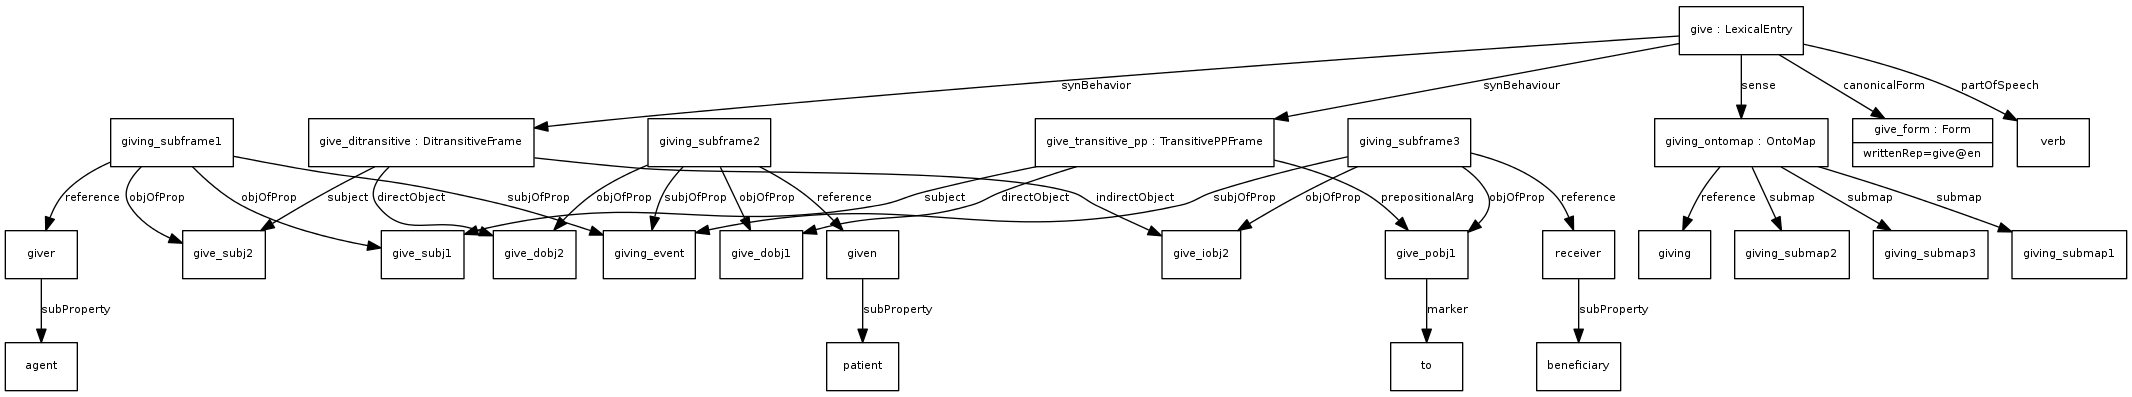 give : LexicalEntry
synBehavior
synBehaviour
sense
canonicalForm
partOfSpeech
giving_subframe1
give_ditransitive : DitransitiveFrame
giving_subframe2
give_transitive_pp : TransitivePPFrame
giving_subframe3
giving_ontomap : OntoMap
give_form : Form
writtenRep=give@en
verb
reference
objOfProp
objOfProp
subject
directObject
subjOfProp
objOfProp
subjOfProp
objOfProp
reference
subject
directObject
indirectObject
subjOfProp
objOfProp
prepositionalArg
objOfProp
reference
reference
submap
submap
submap
giver
give_subj2
give_subj1
give_dobj2
giving_event
give_dobj1
given
give_iobj2
give_pobj1
receiver
giving
giving_submap2
giving_submap3
giving_submap1
subProperty
subProperty
marker
subProperty
agent
patient
to
beneficiary